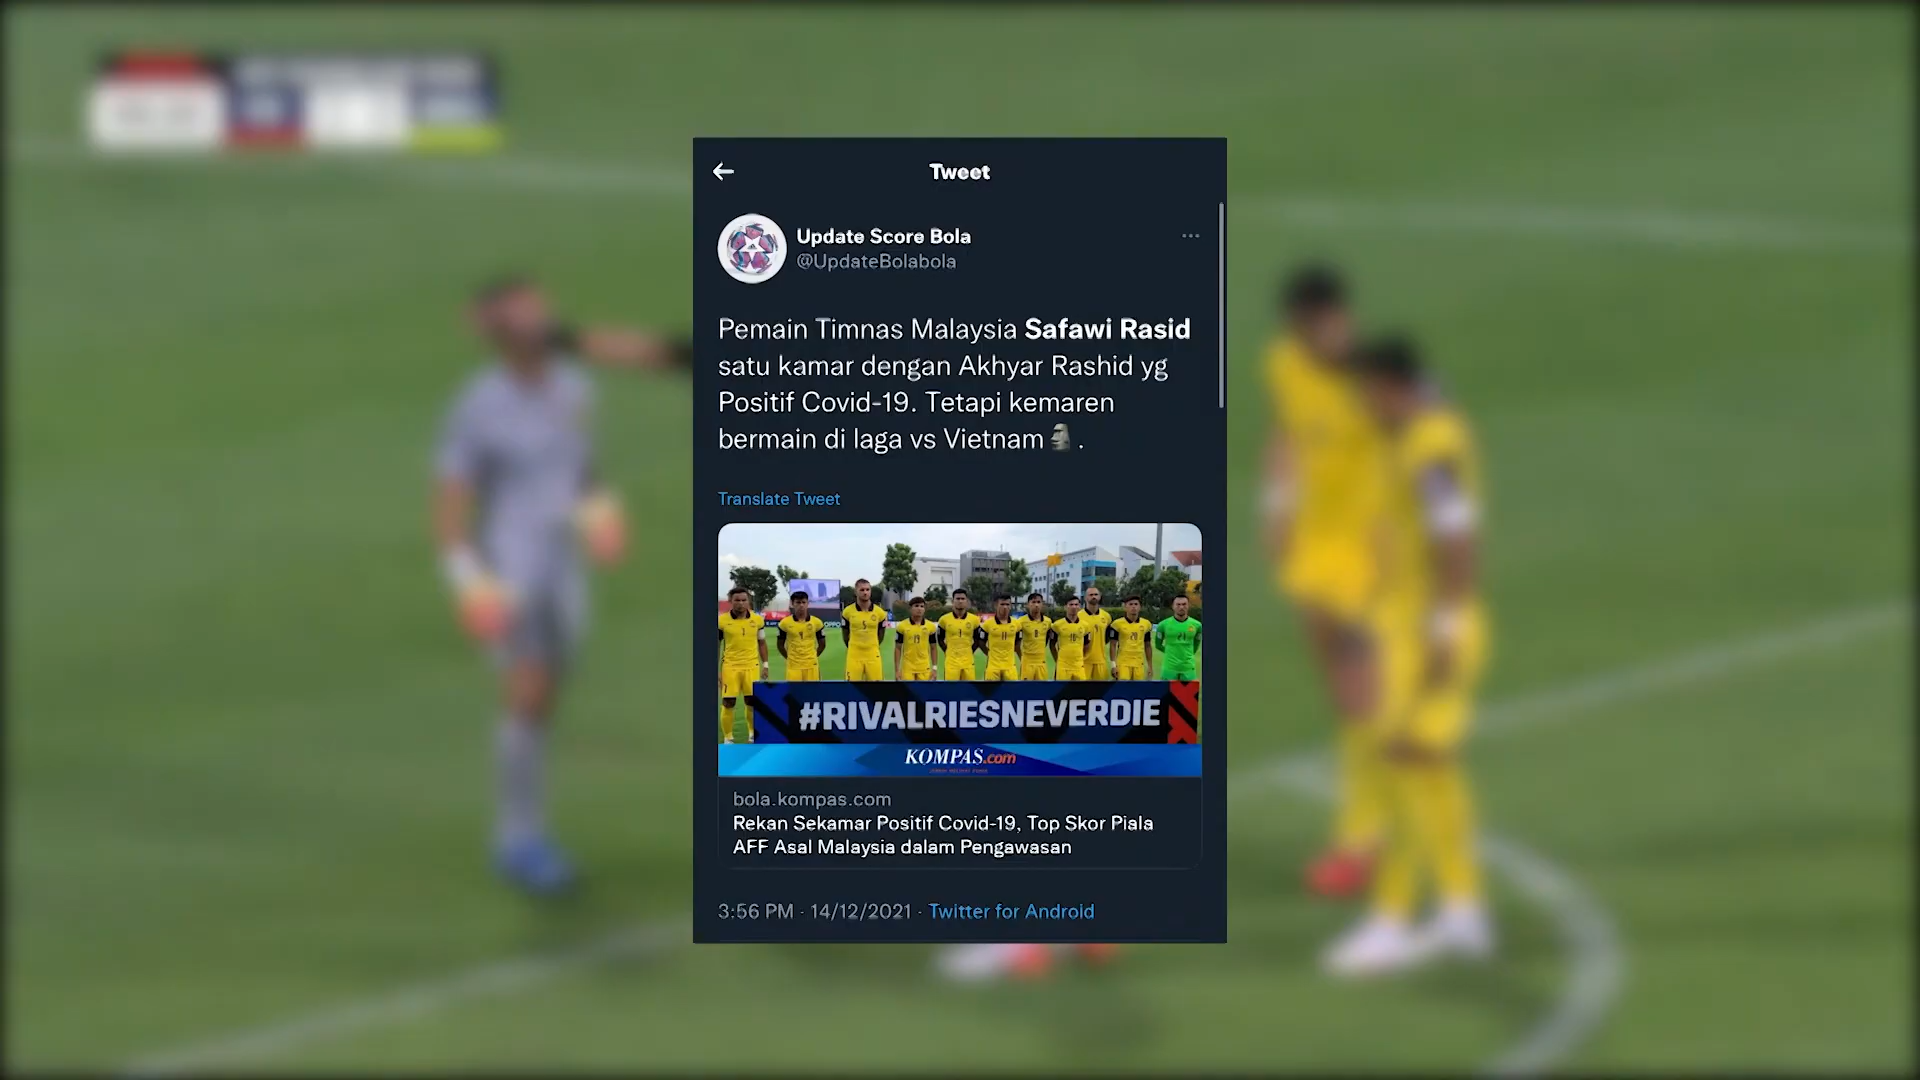 Tweet
Update Score Bola
@UpdateBolabola
Pemain Timnas Malaysia Safawi Rasid
satu kamar dengan Akhyar Rashid yg
Positif Covid-19. Tetapi kemaren
bermain di laga vs Vietnam🗿.
Translate Tweet
OPPO
#RIVALRIESNEVERDIE
KOMPAS.com
bola.kompas.com
Rekan Sekamar Positif Covid-19, Top Skor Piala
AFF Asal Malaysia dalam Pengawasan
3:56 PM · 14/12/2021 · Twitter for Android